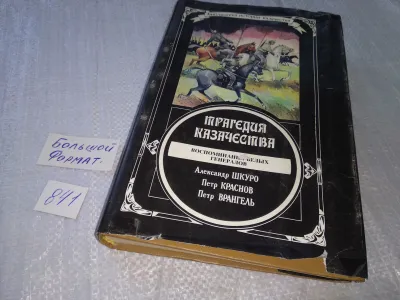 ТРАГЕДИЯ
КАЗАЧЕСТВА
ВОСПОМИНАНИЯ БЕЛЫХ
ГЕНЕРАЛОВ
Александр ШКУРО
Петр КРАСНОВ
Петр ВРАНГЕЛЬ
БОЛЬШОЙ
ФОРМАТ
841